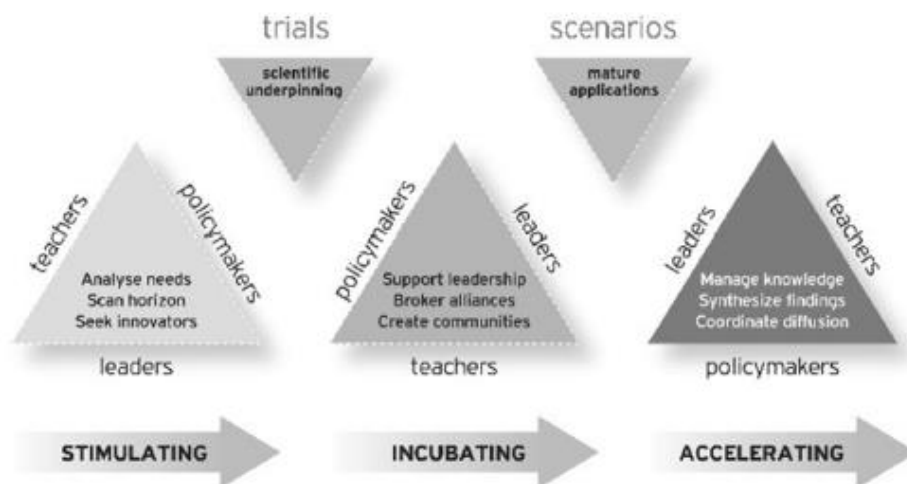 trials
scenarios
scientific
underpinning
mature
applications
teachers
policymakers
Analyse needs
Scan horizon
Seek innovators
leaders
policymakers
leaders
Support leadership
Broker alliances
Create communities
teachers
leaders
teachers
Manage knowledge
Synthesize findings
Coordinate diffusion
policymakers
STIMULATING
INCUBATING
ACCELERATING